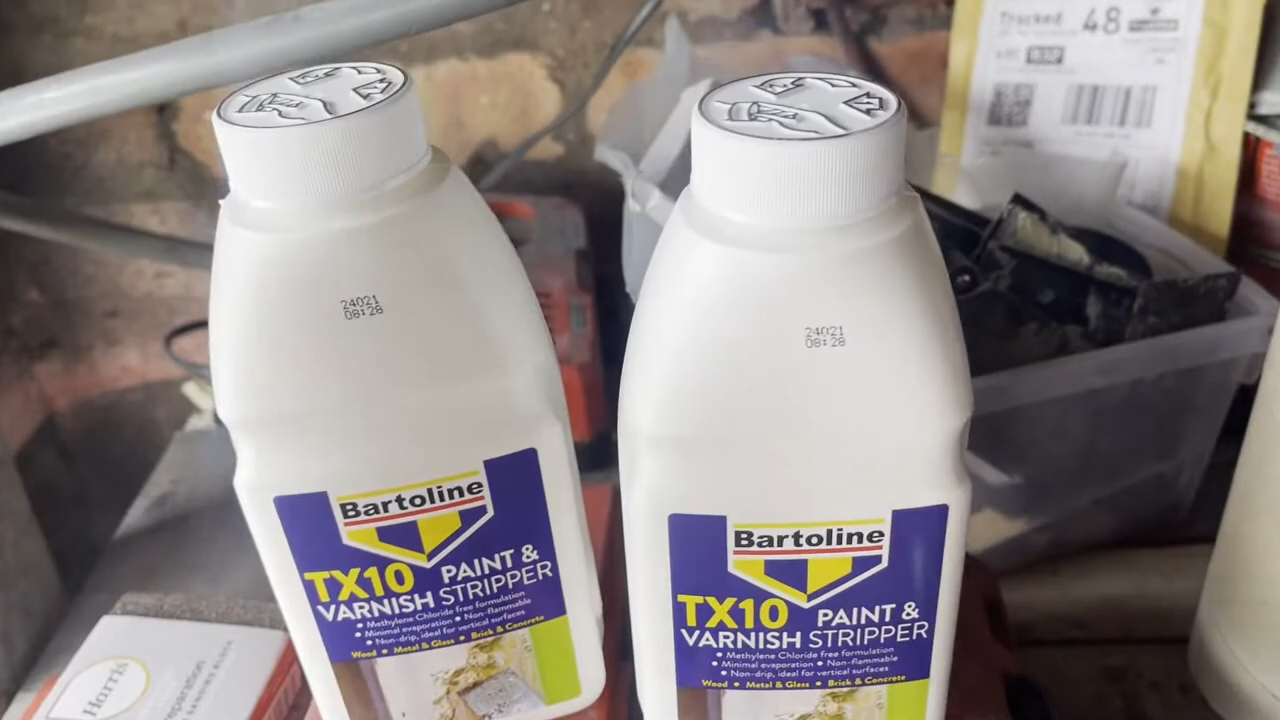 Tracked 48
24021
08:28
Bartoline
TX10 PAINT &
VARNISH STRIPPER
• Methylene Chloride free formulation
• Minimal evaporation • Non-flammable
• Non-drip, ideal for vertical surfaces
Wood • Metal & Glass • Brick & Concrete
24021
08:28
Bartoline
TX10 PAINT &
VARNISH STRIPPER
• Methylene Chloride free formulation
• Minimal evaporation • Non-flammable
• Non-drip, ideal for vertical surfaces
Wood • Metal & Glass • Brick & Concrete
Harris